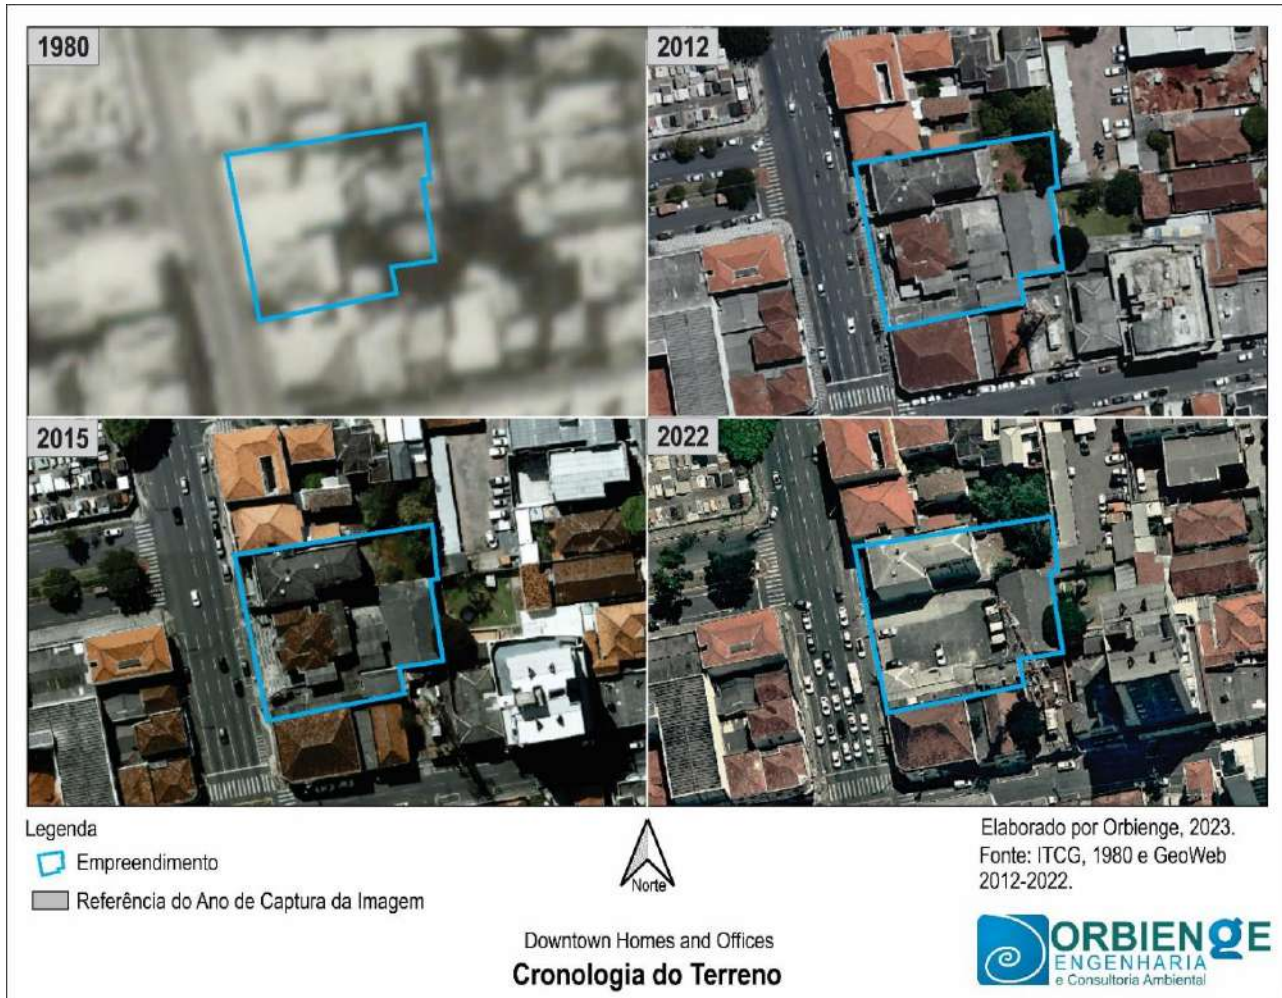 1980
2012
2015
2022
Legenda
Empreendimento
Referência do Ano de Captura da Imagem
Norte
Downtown Homes and Offices
Cronologia do Terreno
Elaborado por Orbienge, 2023.
Fonte: ITCG, 1980 e GeoWeb
2012-2022.
ORBIENGE
ENGENHARIA
e Consultoria Ambiental